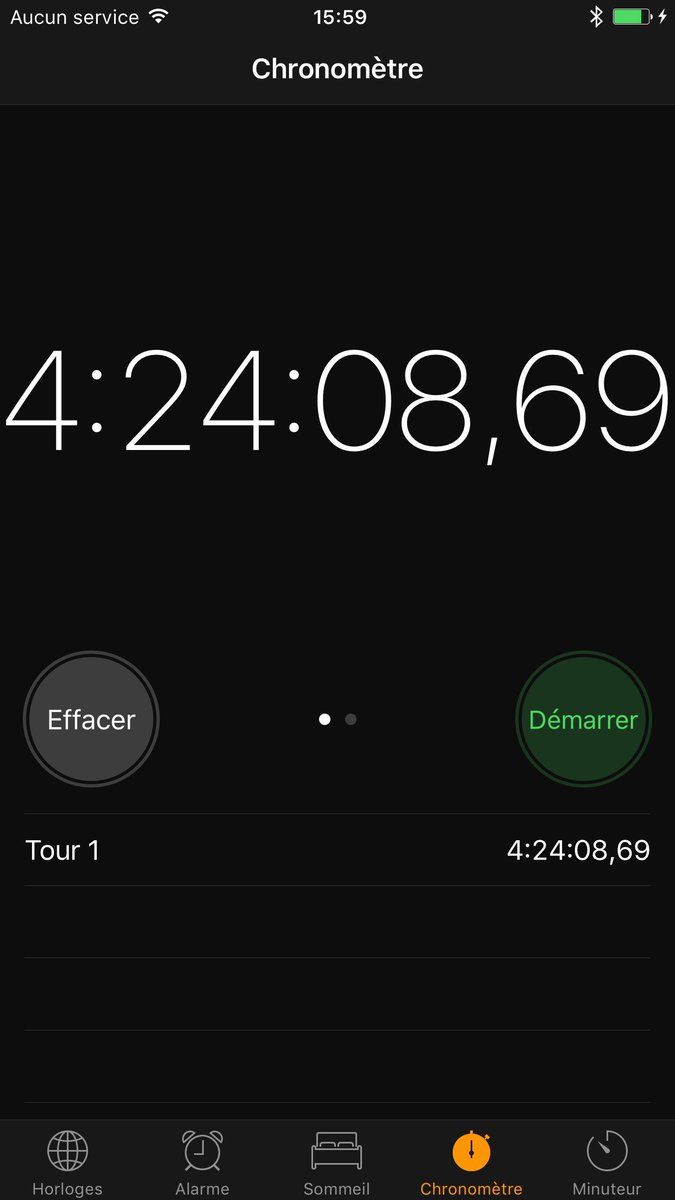 Aucun service 15:59
Chronomètre
4:24:08,69
Effacer Démarrer
Tour 1 4:24:08,69
Horloges Alarme Sommeil Chronomètre Minuteur